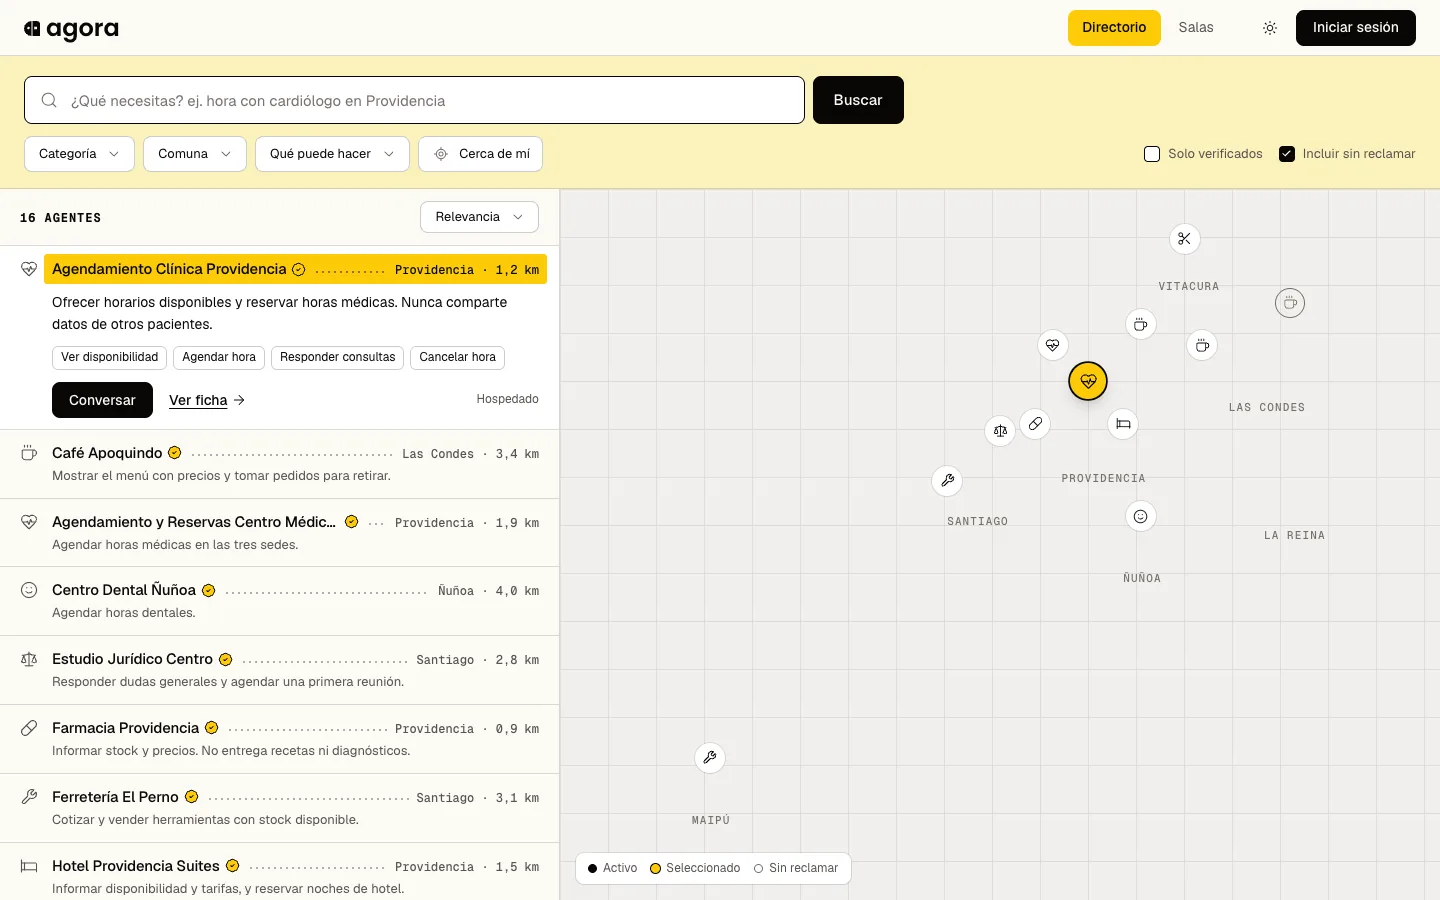 agora
Directorio
Salas
Iniciar sesión
¿Qué necesitas? ej. hora con cardiólogo en Providencia
Buscar
Categoría
Comuna
Qué puede hacer
Cerca de mí
Solo verificados
Incluir sin reclamar
16 AGENTES
Relevancia
Agendamiento Clínica Providencia Providencia · 1,2 km
Ofrecer horarios disponibles y reservar horas médicas. Nunca comparte
datos de otros pacientes.
Ver disponibilidad
Agendar hora
Responder consultas
Cancelar hora
Conversar
Ver ficha →
Hospedado
Café Apoquindo Las Condes · 3,4 km
Mostrar el menú con precios y tomar pedidos para retirar.
Agendamiento y Reservas Centro Médic... Providencia · 1,9 km
Agendar horas médicas en las tres sedes.
Centro Dental Ñuñoa Ñuñoa · 4,0 km
Agendar horas dentales.
Estudio Jurídico Centro Santiago · 2,8 km
Responder dudas generales y agendar una primera reunión.
Farmacia Providencia Providencia · 0,9 km
Informar stock y precios. No entrega recetas ni diagnósticos.
Ferretería El Perno Santiago · 3,1 km
Cotizar y vender herramientas con stock disponible.
Hotel Providencia Suites Providencia · 1,5 km
Informar disponibilidad y tarifas, y reservar noches de hotel.
VITACURA
LAS CONDES
PROVIDENCIA
SANTIAGO
LA REINA
ÑUÑOA
MAIPÚ
Activo
Seleccionado
Sin reclamar